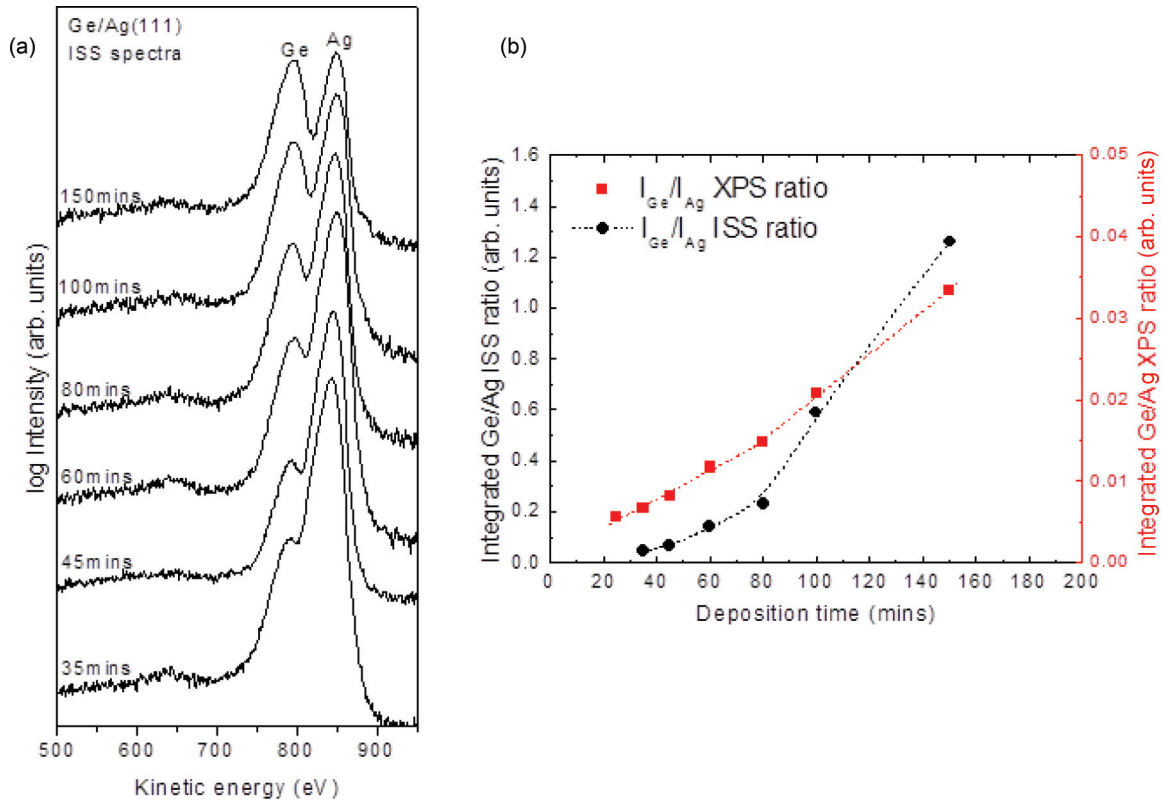 (a)
Ge/Ag(111)
ISS spectra
Ge
Ag
150mins
100mins
80mins
60mins
45mins
35mins
log Intensity (arb. units)
500 600 700 800 900
Kinetic energy (eV)
(b)
I_Ge/I_Ag XPS ratio
I_Ge/I_Ag ISS ratio
Integrated Ge/Ag ISS ratio (arb. units)
1.6
1.4
1.2
1.0
0.8
0.6
0.4
0.2
0.0
0 20 40 60 80 100 120 140 160 180 200
Deposition time (mins)
0.05
0.04
0.03
0.02
0.01
0.00
Integrated Ge/Ag XPS ratio (arb. units)